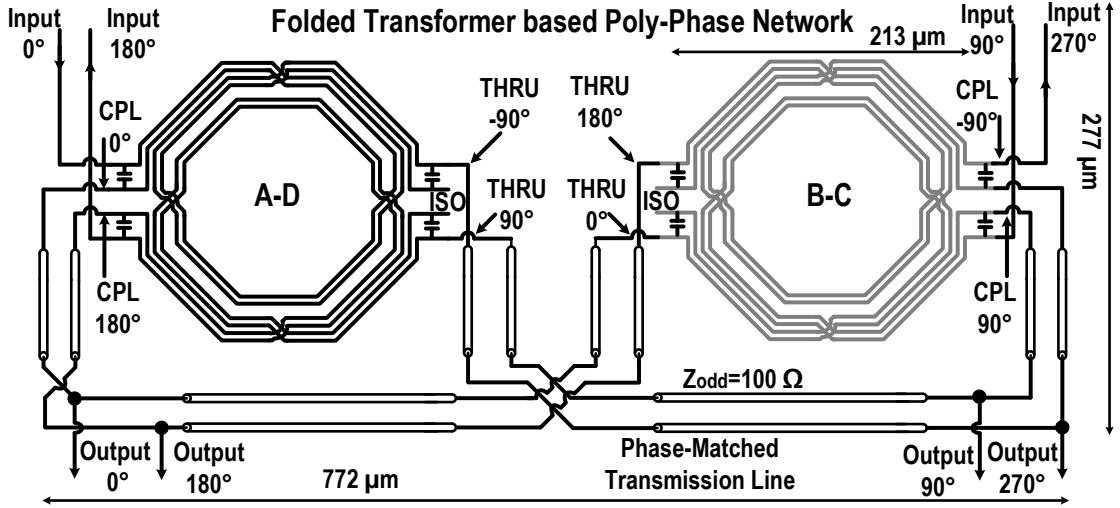 Folded Transformer based Poly-Phase Network
Input 0°
Input 180°
Input 90°
Input 270°
213 µm
277 µm
CPL 0°
THRU -90°
THRU 180°
CPL -90°
A-D
ISO
THRU 90°
THRU 0°
ISO
B-C
CPL 180°
CPL 90°
Zodd=100 Ω
Output 0°
Output 180°
Phase-Matched
Transmission Line
Output 90°
Output 270°
772 µm